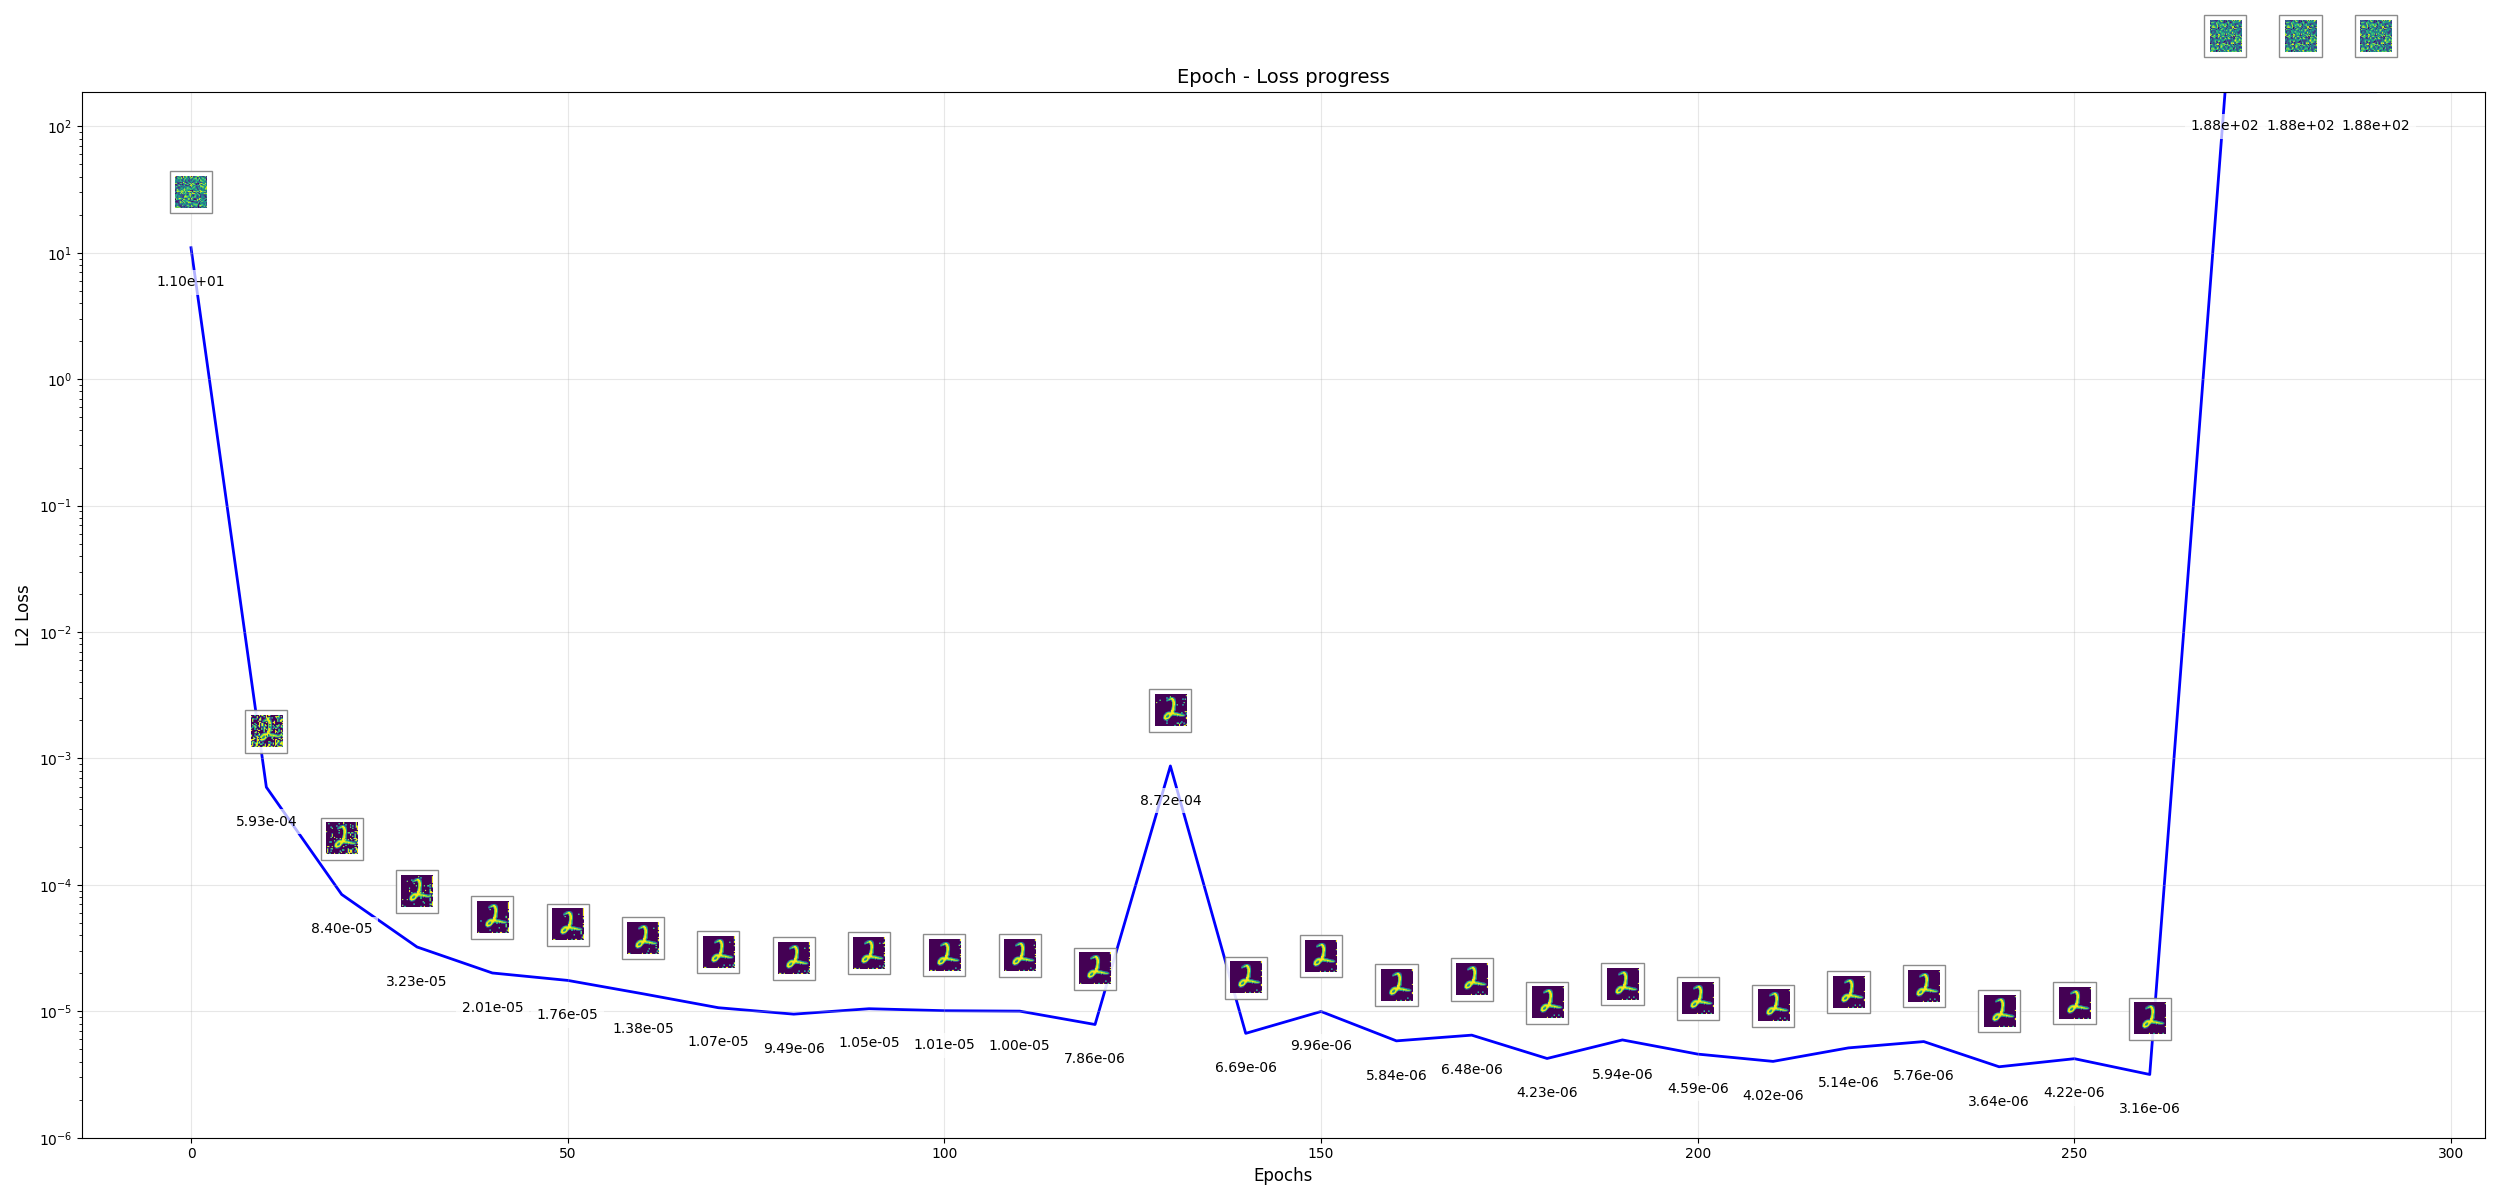 Epoch - Loss progress
L2 Loss
10²
10¹
10⁰
10⁻¹
10⁻²
10⁻³
10⁻⁴
10⁻⁵
10⁻⁶
1.10e+01
5.93e-04
8.40e-05
3.23e-05
2.01e-05
1.76e-05
1.38e-05
1.07e-05
9.49e-06
1.05e-05
1.01e-05
1.00e-05
7.86e-06
8.72e-04
6.69e-06
9.96e-06
5.84e-06
6.48e-06
4.23e-06
5.94e-06
4.59e-06
4.02e-06
5.14e-06
5.76e-06
3.64e-06
4.22e-06
3.16e-06
1.88e+02 1.88e+02 1.88e+02
0 50 100 150 200 250 300
Epochs